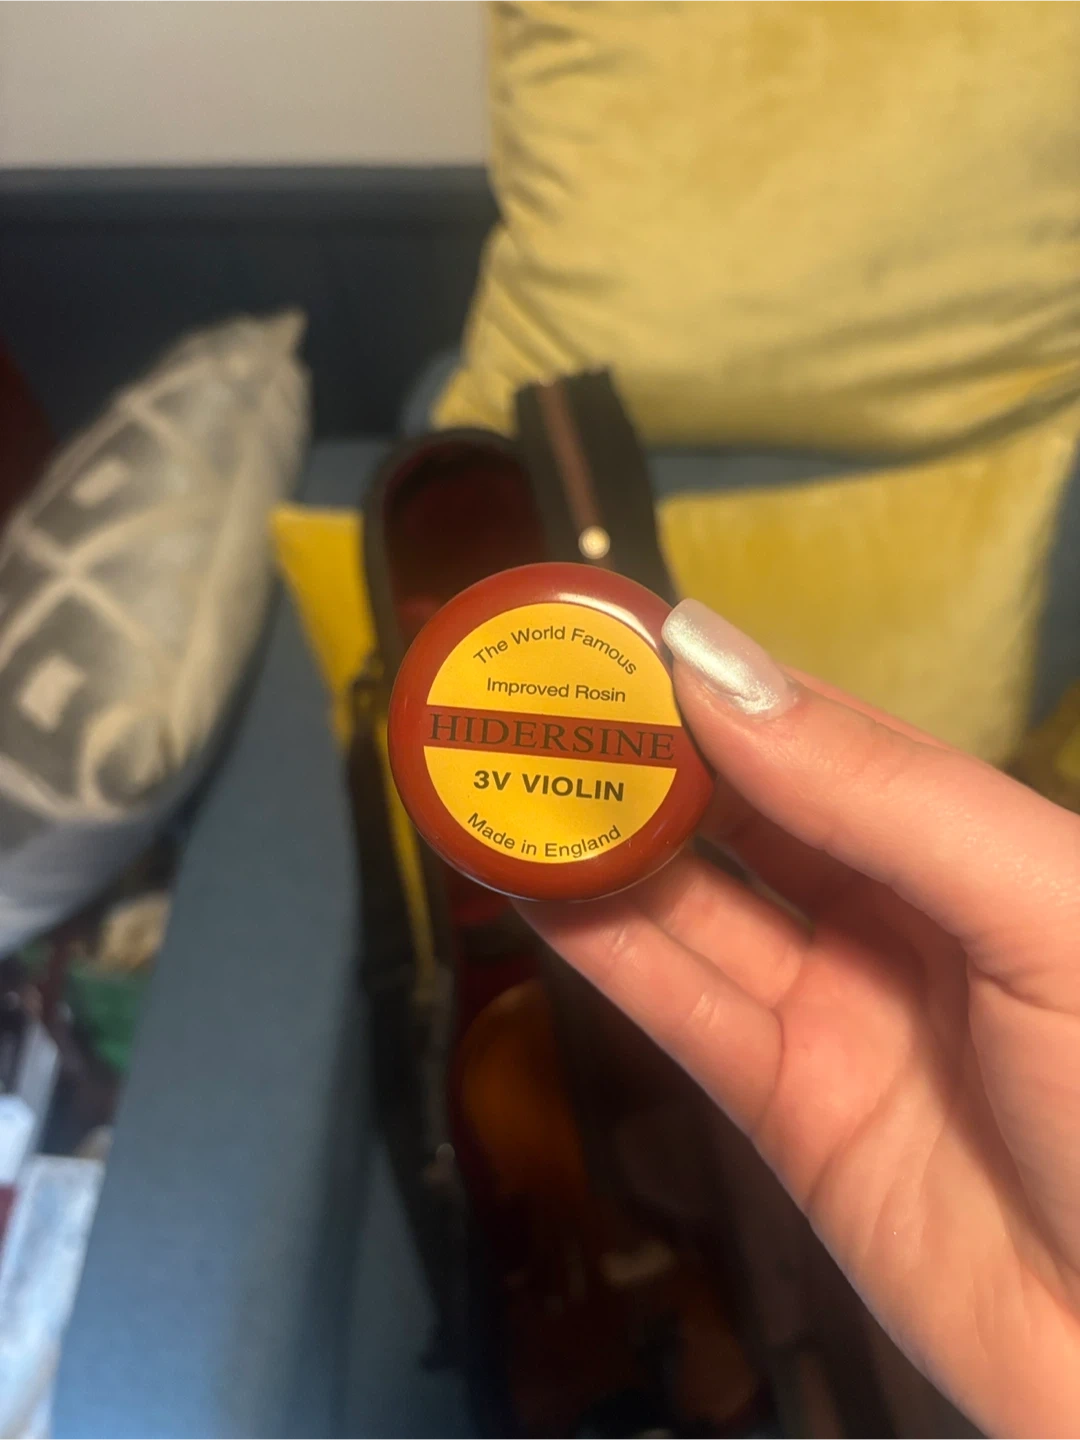 The World Famous
Improved Rosin
HIDERSINE
3V VIOLIN
Made in England